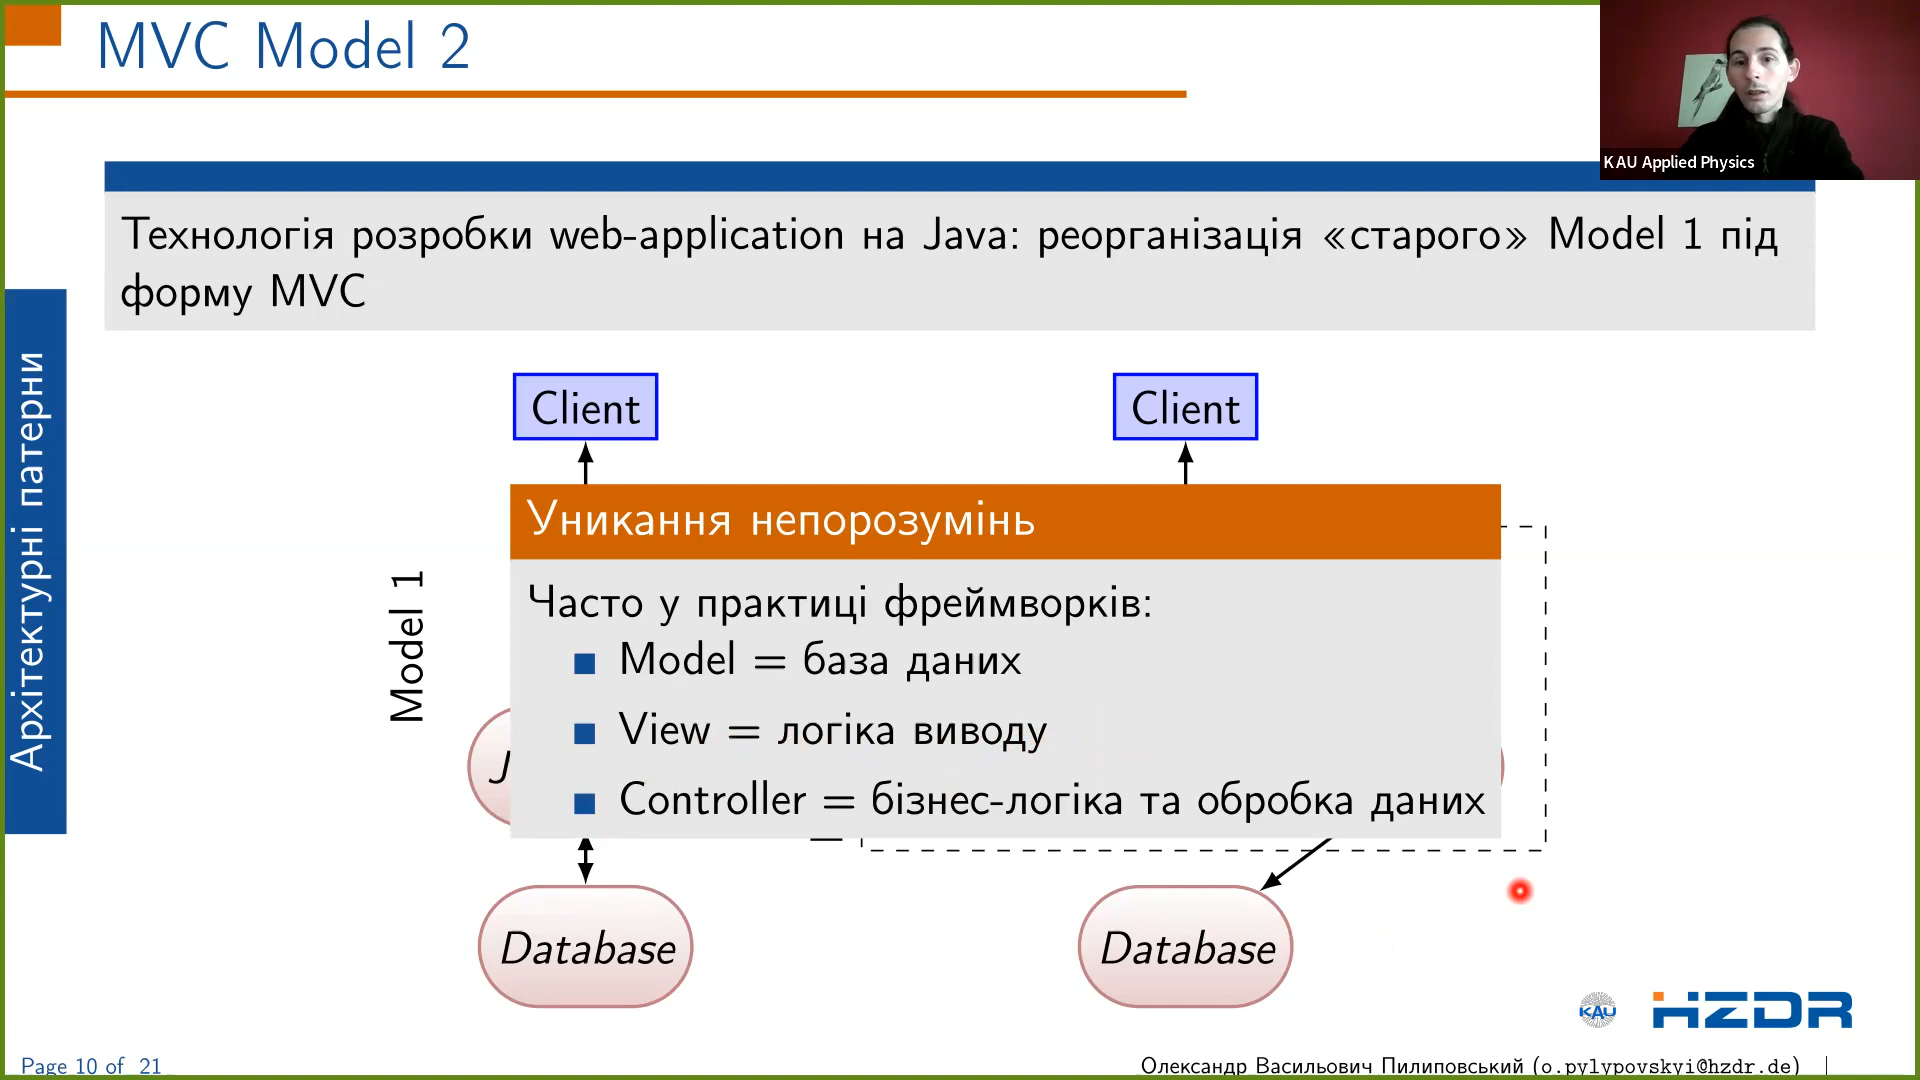 MVC Model 2
KAU Applied Physics
Технологія розробки web-application на Java: реорганізація «старого» Model 1 під
форму MVC
Архітектурні патерни
Client
Client
Model 1
Уникання непорозумінь
Часто у практиці фреймворків:
Model = база даних
View = логіка виводу
Controller = бізнес-логіка та обробка даних
J
Database
Database
KAU
HZDR
Page 10 of 21
Олександр Васильович Пилиповський (o.pylypovskyi@hzdr.de)